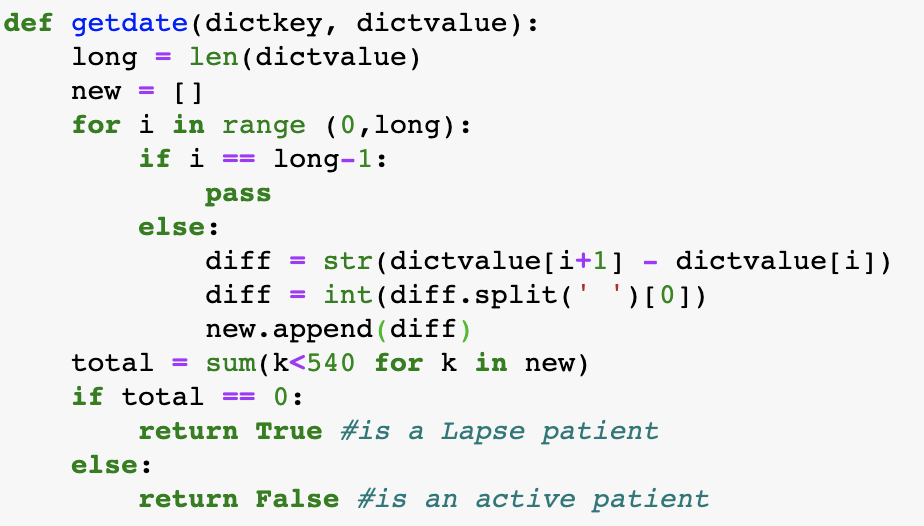 def getdate(dictkey, dictvalue):
    long = len(dictvalue)
    new = []
    for i in range (0,long):
        if i == long-1:
            pass
        else:
            diff = str(dictvalue[i+1] - dictvalue[i])
            diff = int(diff.split(' ')[0])
            new.append(diff)
    total = sum(k<540 for k in new)
    if total == 0:
        return True #is a Lapse patient
    else:
        return False #is an active patient